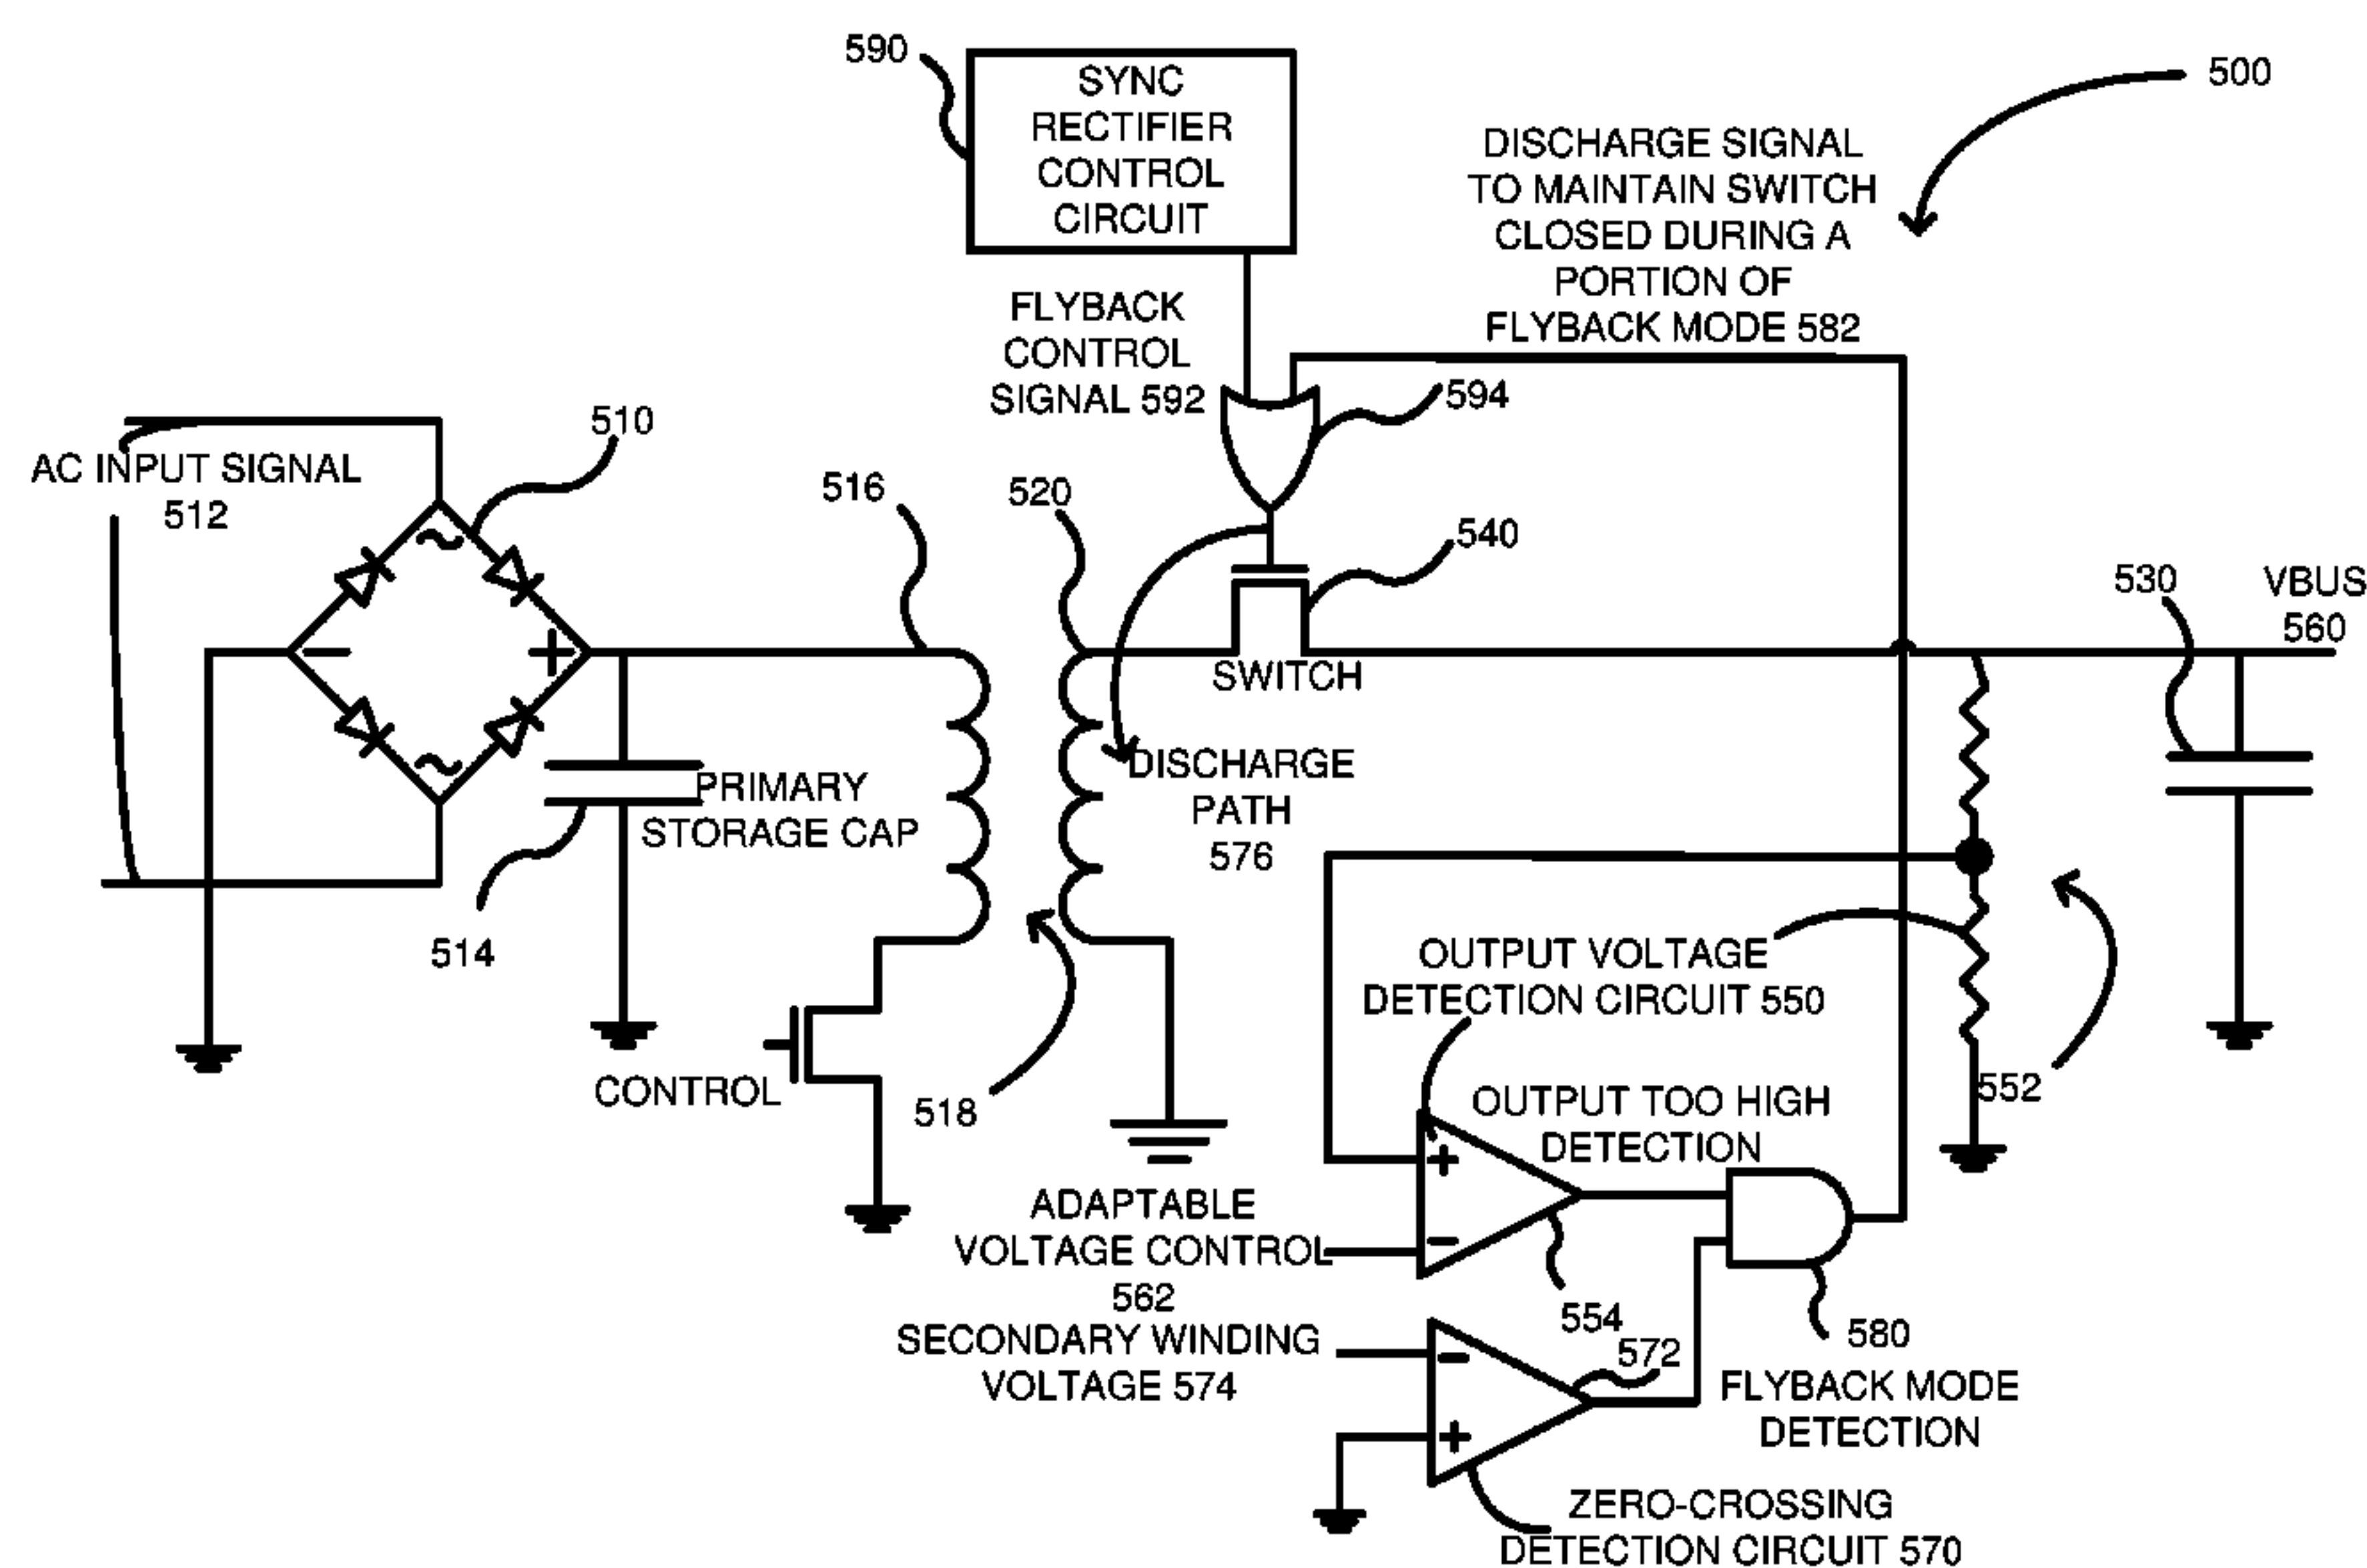 590
SYNC
RECTIFIER
CONTROL
CIRCUIT
500
DISCHARGE SIGNAL
TO MAINTAIN SWITCH
CLOSED DURING A
PORTION OF
FLYBACK MODE 582
FLYBACK
CONTROL
SIGNAL 592
594
510
AC INPUT SIGNAL
512
516
520
540
530
VBUS
560
~
−
+
~
SWITCH
PRIMARY
STORAGE CAP
514
DISCHARGE
PATH
576
OUTPUT VOLTAGE
DETECTION CIRCUIT 550
552
CONTROL
518
OUTPUT TOO HIGH
DETECTION
+
−
ADAPTABLE
VOLTAGE CONTROL
562
554
SECONDARY WINDING
VOLTAGE 574
−
+
572
580
FLYBACK MODE
DETECTION
ZERO-CROSSING
DETECTION CIRCUIT 570